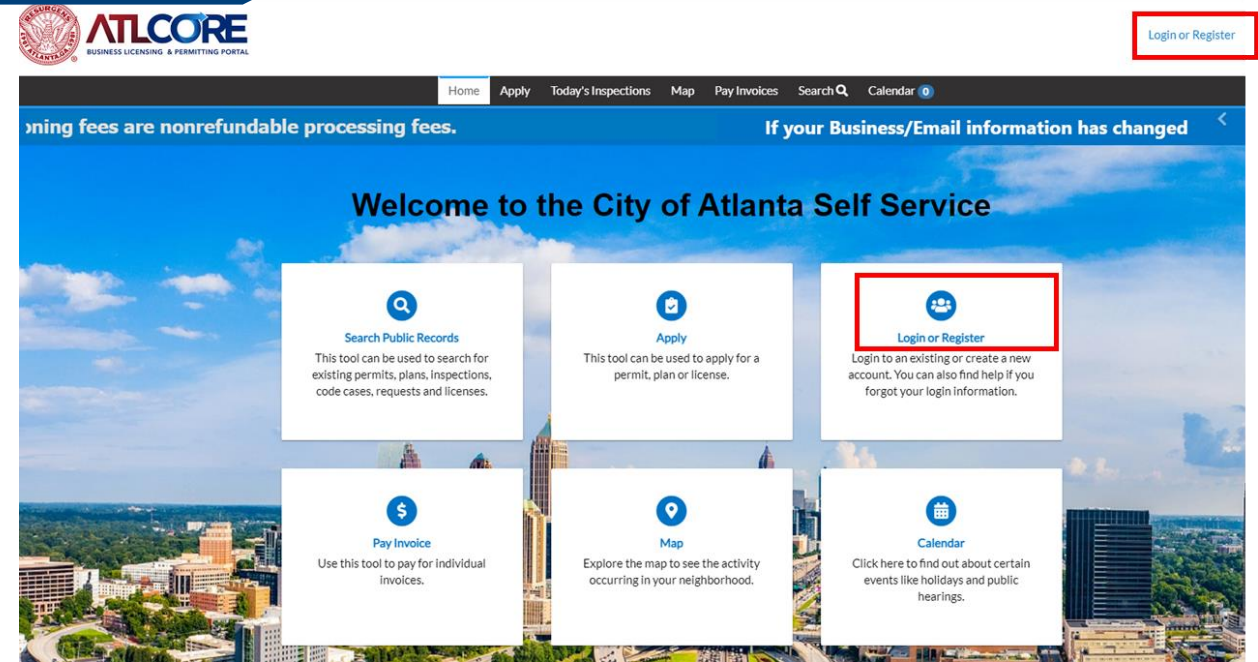 RESURGENS
ATLANTA, GA.
ATLCORE
BUSINESS LICENSING & PERMITTING PORTAL
Login or Register
Home Apply Today's Inspections Map Pay Invoices Search Calendar 0
ning fees are nonrefundable processing fees. If your Business/Email information has changed
Welcome to the City of Atlanta Self Service
Search Public Records
This tool can be used to search for
existing permits, plans, inspections,
code cases, requests and licenses.
Apply
This tool can be used to apply for a
permit, plan or license.
Login or Register
Login to an existing or create a new
account. You can also find help if you
forgot your login information.
Pay Invoice
Use this tool to pay for individual
invoices.
Map
Explore the map to see the activity
occurring in your neighborhood.
Calendar
Click here to find out about certain
events like holidays and public
hearings.